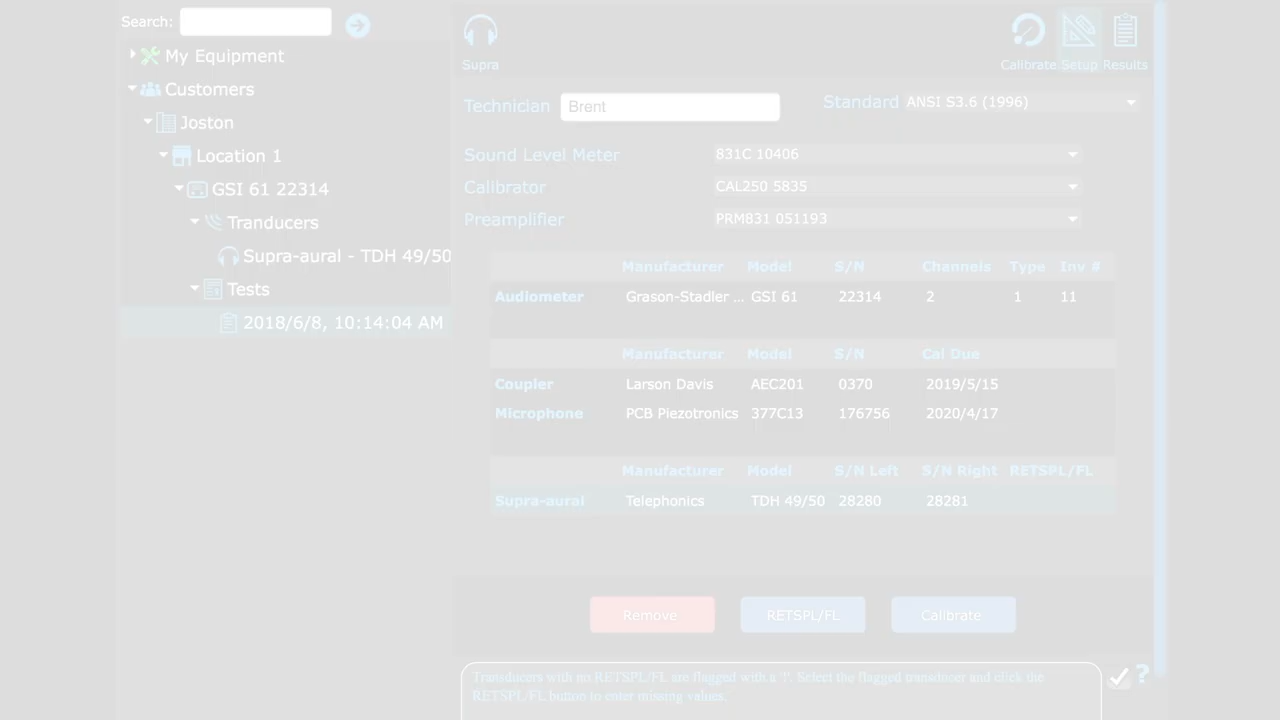 Search:
My Equipment
Customers
Joston
Location 1
GSI 61 22314
Tranducers
Supra-aural - TDH 49/50
Tests
2018/6/8, 10:14:04 AM
Supra
Calibrate Setup Results
Technician Brent Standard ANSI S3.6 (1996)
Sound Level Meter 831C 10406
Calibrator CAL250 5835
Preamplifier PRM831 051193
Manufacturer Model S/N Channels Type Inv #
Audiometer Grason-Stadler ... GSI 61 22314 2 1 11
Manufacturer Model S/N Cal Due
Coupler Larson Davis AEC201 0370 2019/5/15
Microphone PCB Piezotronics 377C13 176756 2020/4/17
Manufacturer Model S/N Left S/N Right RETSPL/FL
Supra-aural Telephonics TDH 49/50 28280 28281
Remove RETSPL/FL Calibrate
Transducers with no RETSPL/FL are flagged with a '!'. Select the flagged transducer and click the
RETSPL/FL button to enter missing values.
?